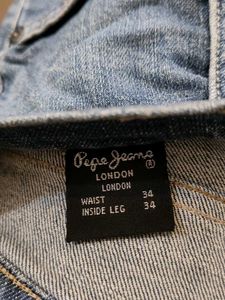 Pepe Jeans ®
LONDON
LONDON
WAIST 34
INSIDE LEG 34